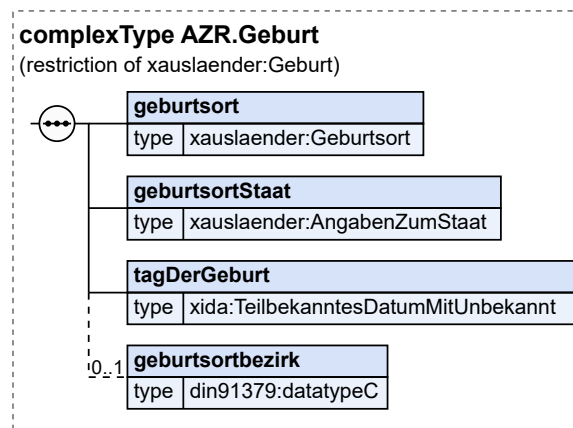 complexType AZR.Geburt
(restriction of xauslaender:Geburt)
geburtsort
type xauslaender:Geburtsort
geburtsortStaat
type xauslaender:AngabenZumStaat
tagDerGeburt
type xida:TeilbekanntesDatumMitUnbekannt
0..1 geburtsortbezirk
type din91379:datatypeC